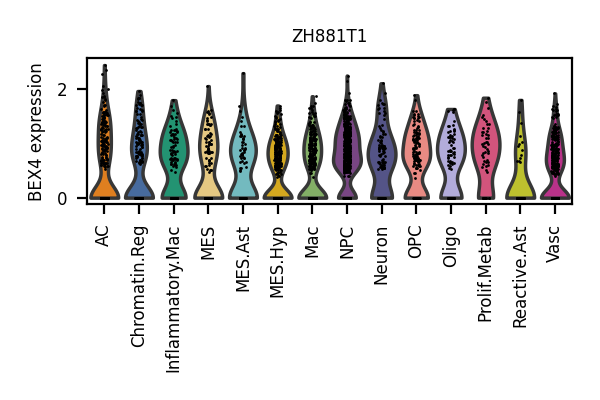 ZH881T1
BEX4 expression
2
0
AC
Chromatin.Reg
Inflammatory.Mac
MES
MES.Ast
MES.Hyp
Mac
NPC
Neuron
OPC
Oligo
Prolif.Metab
Reactive.Ast
Vasc